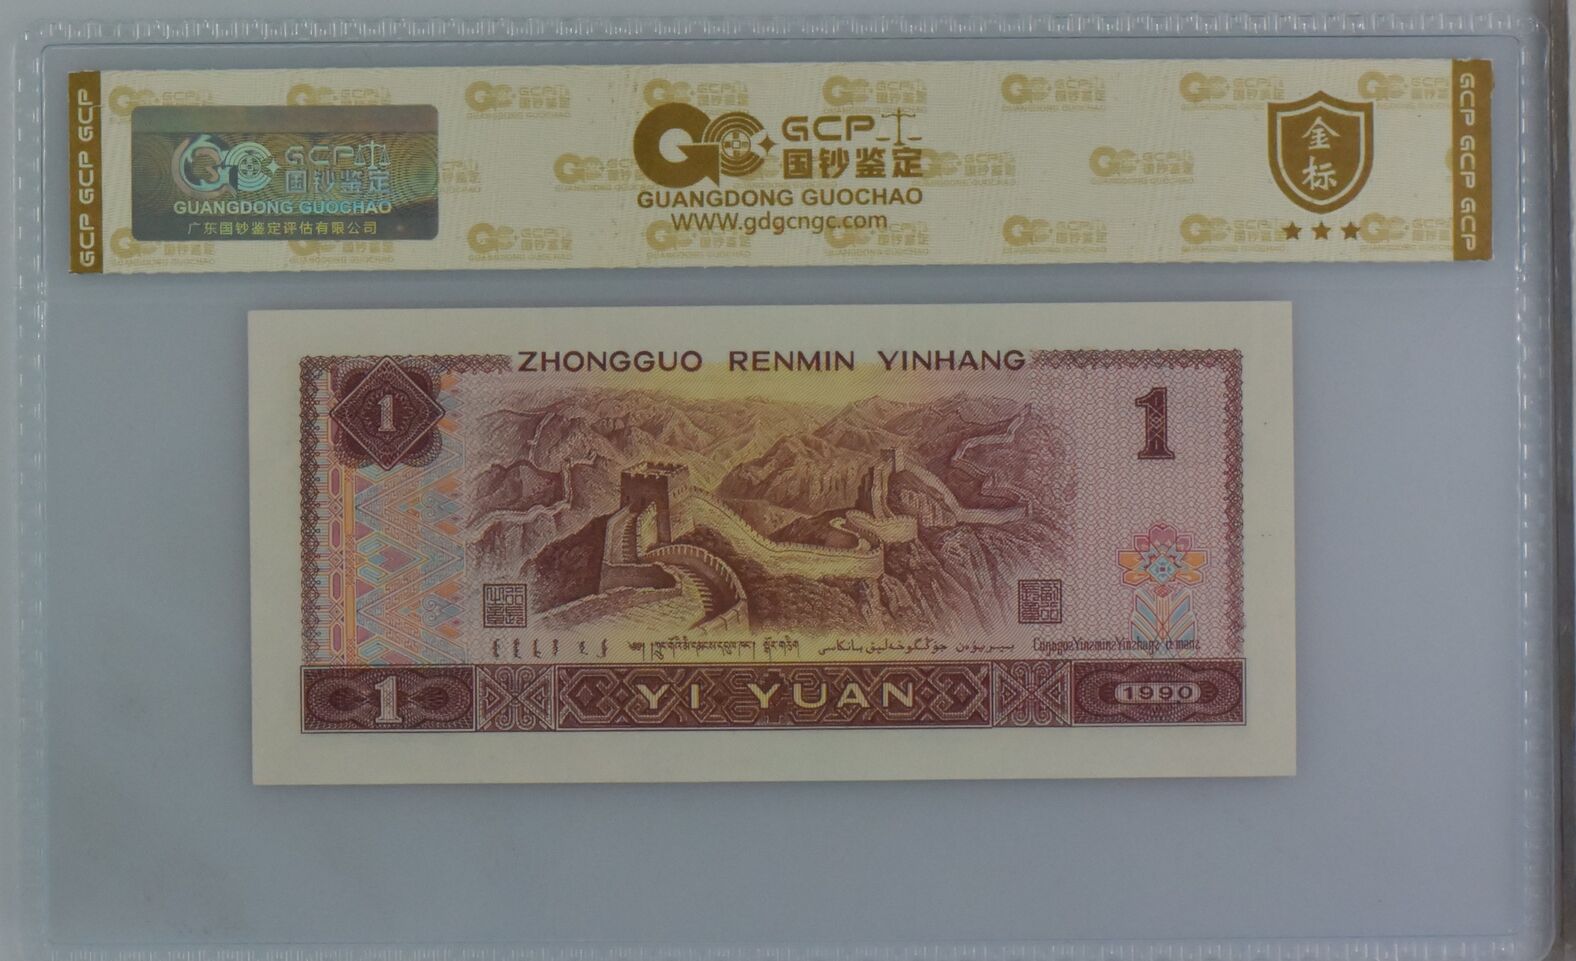 GCP GCP GCP
GCP
国钞鉴定
GUANGDONG GUOCHAO
广东国钞鉴定评估有限公司
GCP
国钞鉴定
GUANGDONG GUOCHAO
WWW.gdgcngc.com
金标
GCP GCP GCP
ZHONGGUO RENMIN YINHANG
1
1
1
YI YUAN
1990